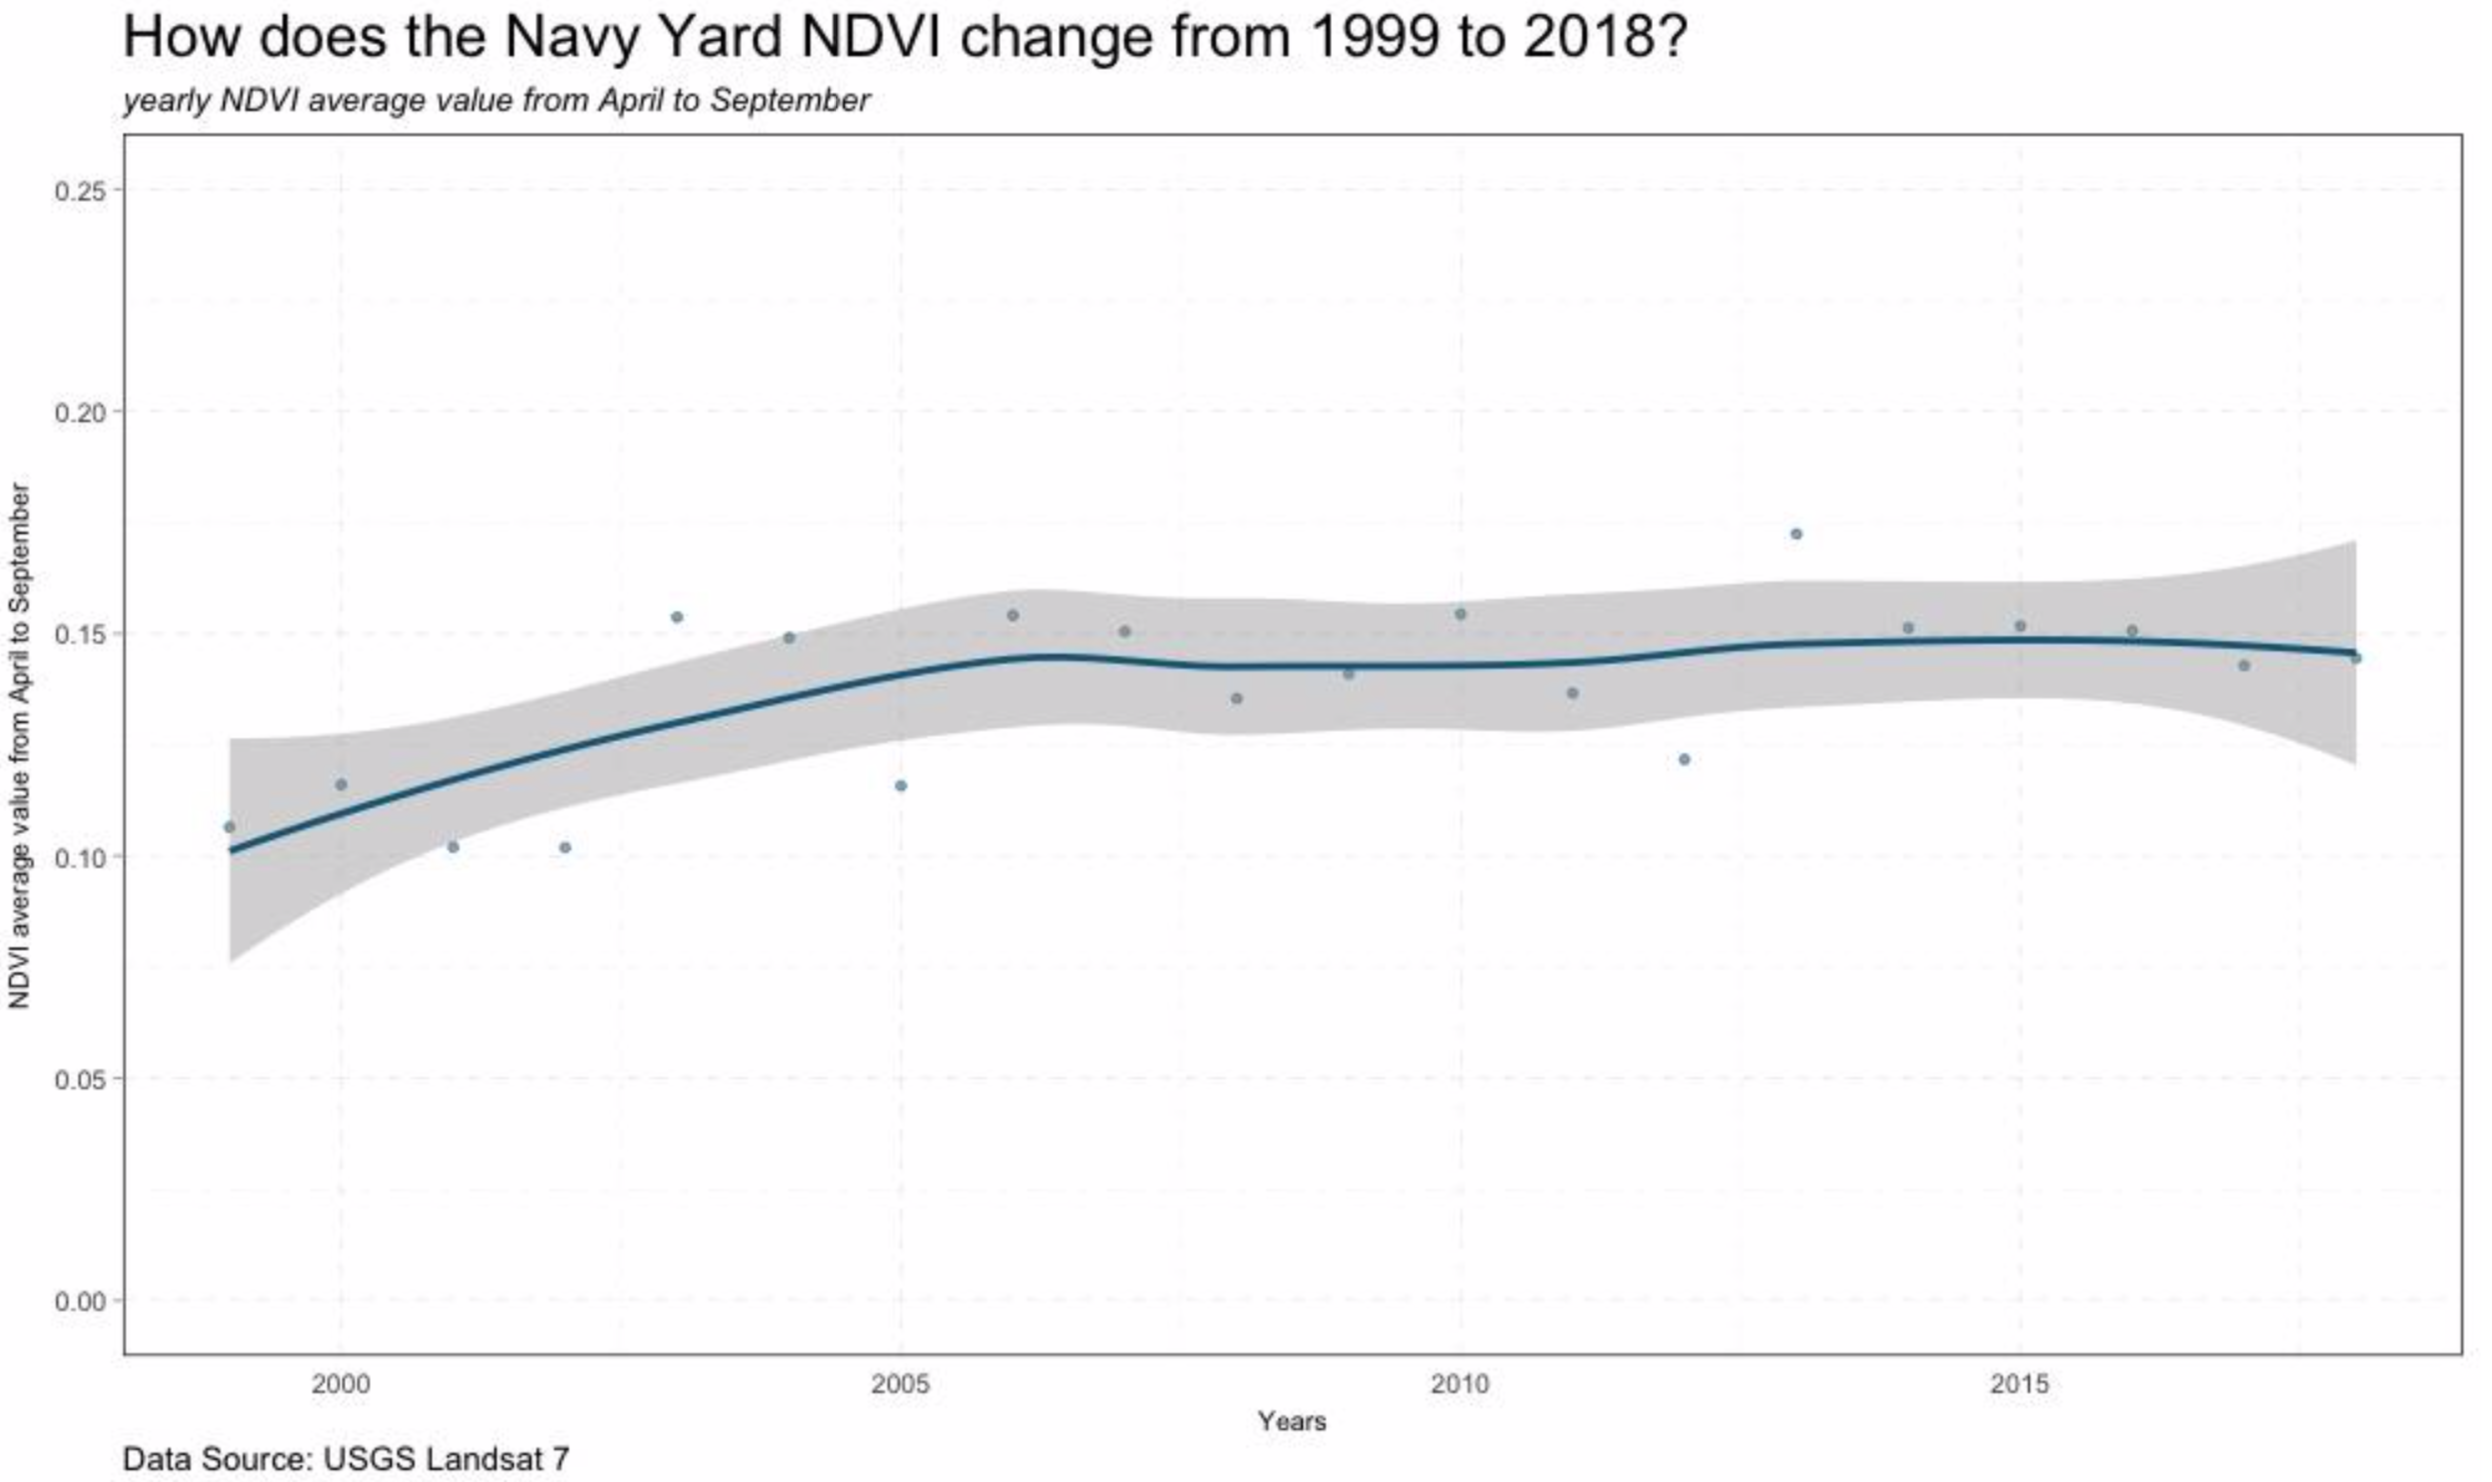 How does the Navy Yard NDVI change from 1999 to 2018?
yearly NDVI average value from April to September
NDVI average value from April to September
0.25
0.20
0.15
0.10
0.05
0.00
2000 2005 2010 2015
Years
Data Source: USGS Landsat 7